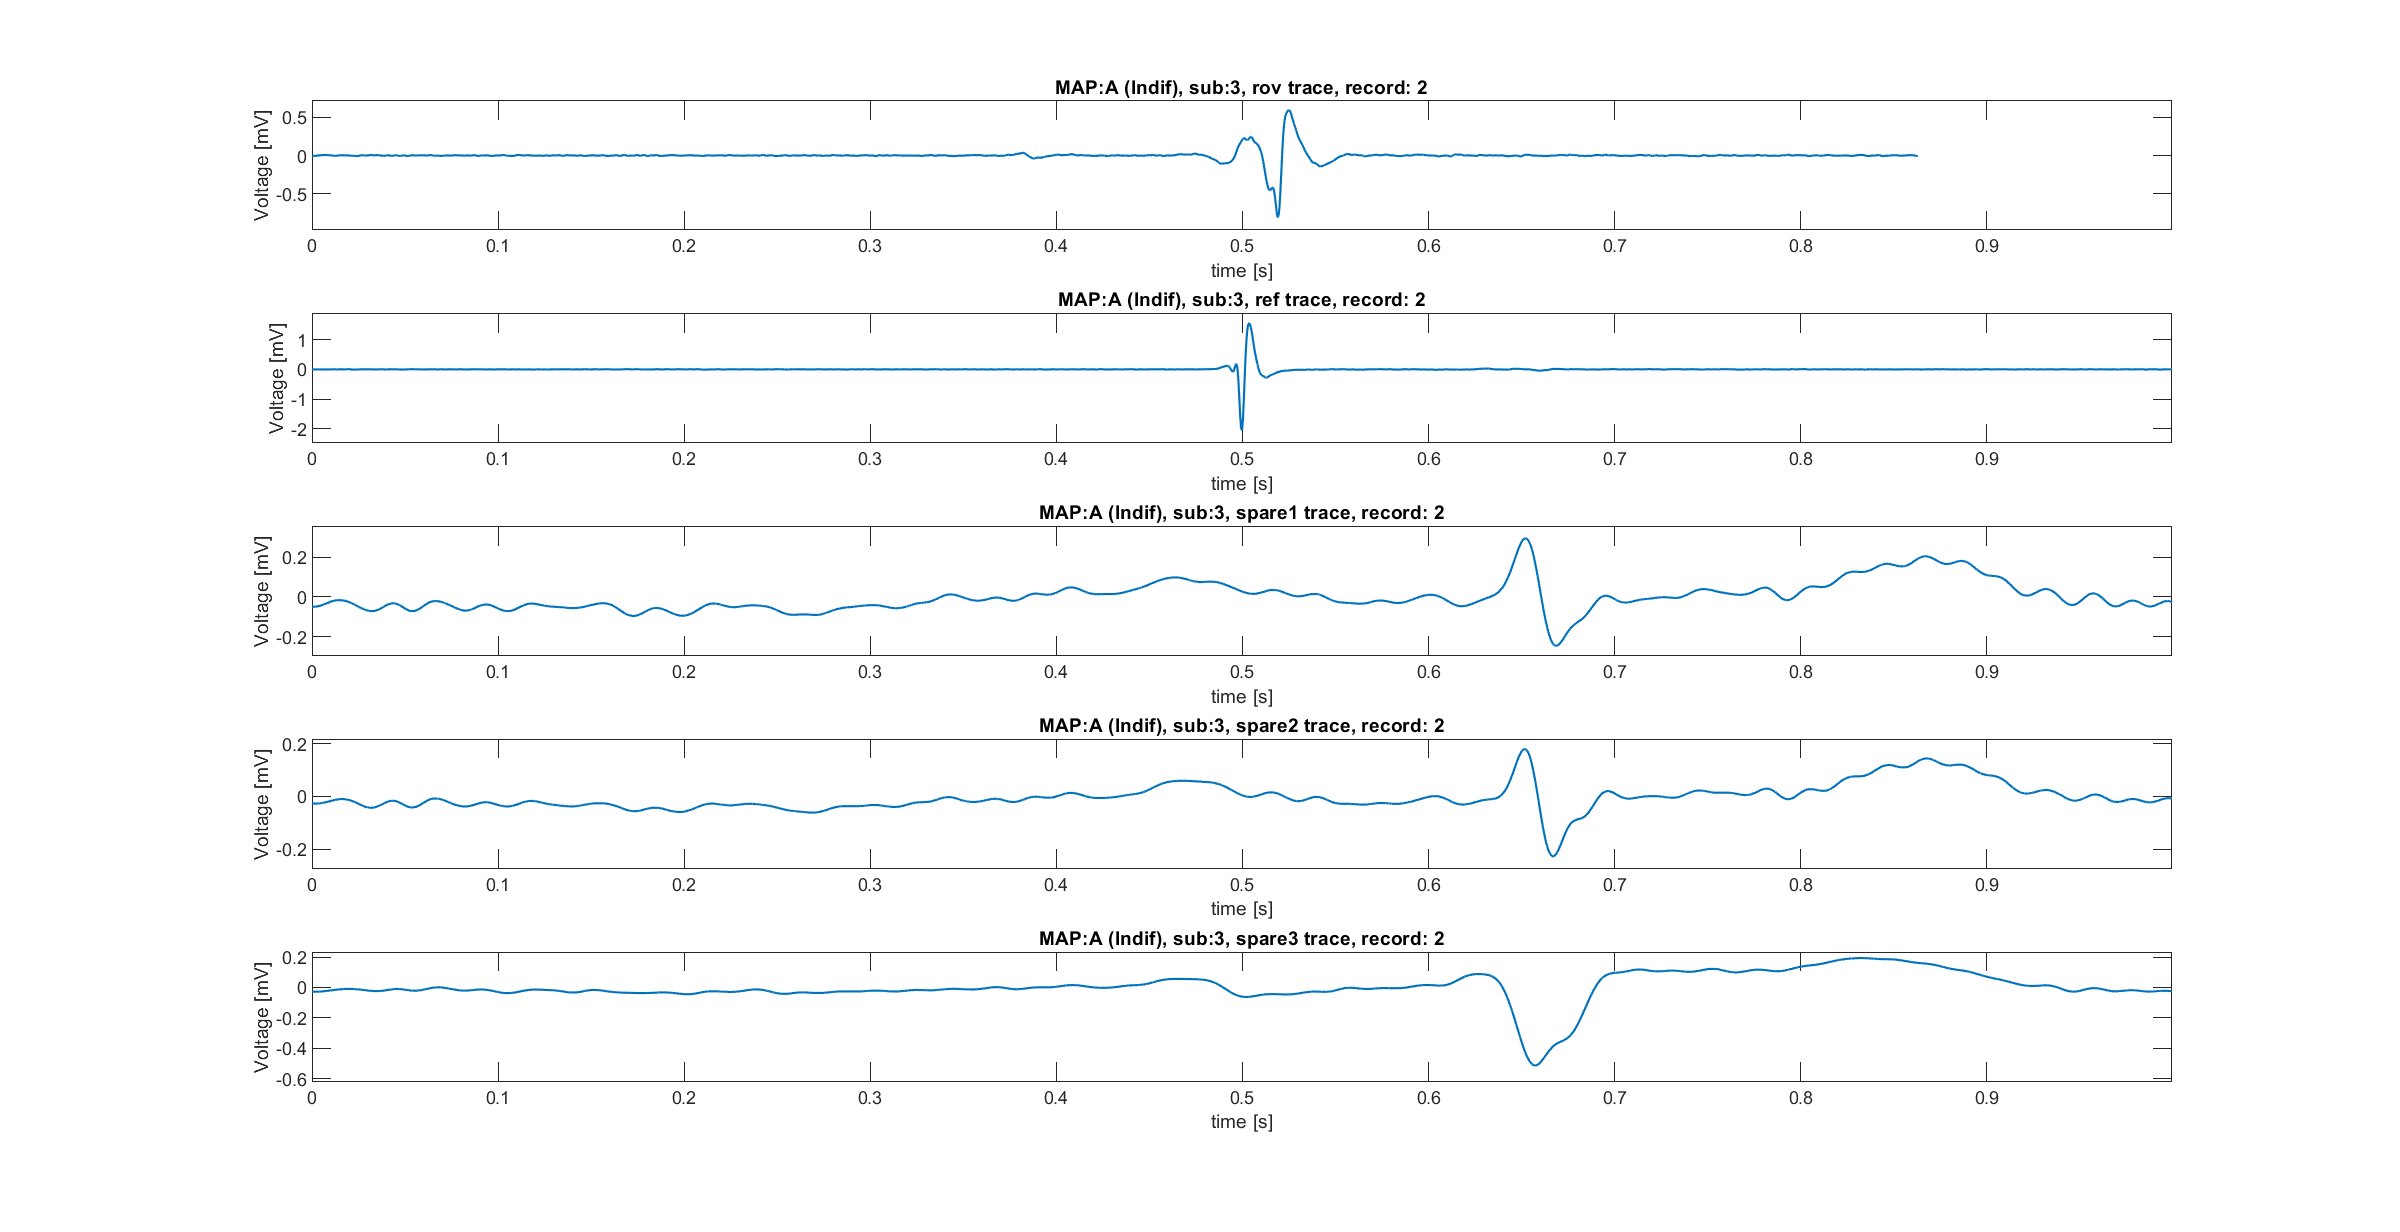 MAP:A (Indif), sub:3, rov trace, record: 2
Voltage [mV]
0.5
0
-0.5
0 0.1 0.2 0.3 0.4 0.5 0.6 0.7 0.8 0.9
time [s]
MAP:A (Indif), sub:3, ref trace, record: 2
Voltage [mV]
1
0
-1
-2
0 0.1 0.2 0.3 0.4 0.5 0.6 0.7 0.8 0.9
time [s]
MAP:A (Indif), sub:3, spare1 trace, record: 2
Voltage [mV]
0.2
0
-0.2
0 0.1 0.2 0.3 0.4 0.5 0.6 0.7 0.8 0.9
time [s]
MAP:A (Indif), sub:3, spare2 trace, record: 2
Voltage [mV]
0.2
0
-0.2
0 0.1 0.2 0.3 0.4 0.5 0.6 0.7 0.8 0.9
time [s]
MAP:A (Indif), sub:3, spare3 trace, record: 2
Voltage [mV]
0.2
0
-0.2
-0.4
-0.6
0 0.1 0.2 0.3 0.4 0.5 0.6 0.7 0.8 0.9
time [s]